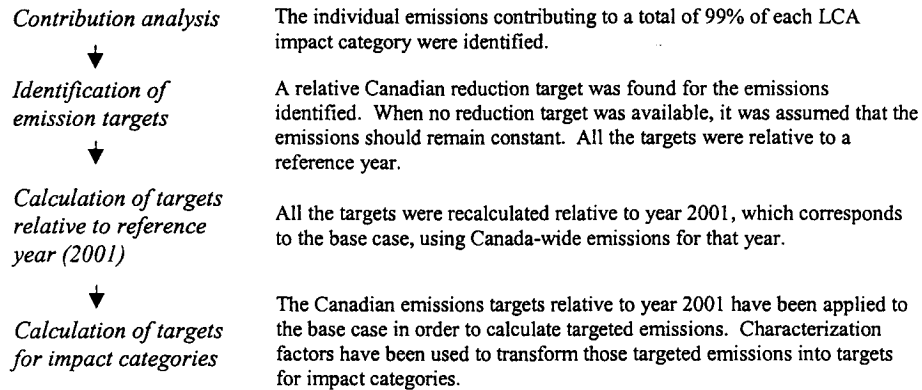 Contribution analysis
The individual emissions contributing to a total of 99% of each LCA
impact category were identified.
Identification of
emission targets
A relative Canadian reduction target was found for the emissions
identified. When no reduction target was available, it was assumed that the
emissions should remain constant. All the targets were relative to a
reference year.
Calculation of targets
relative to reference
year (2001)
All the targets were recalculated relative to year 2001, which corresponds
to the base case, using Canada-wide emissions for that year.
Calculation of targets
for impact categories
The Canadian emissions targets relative to year 2001 have been applied to
the base case in order to calculate targeted emissions. Characterization
factors have been used to transform those targeted emissions into targets
for impact categories.